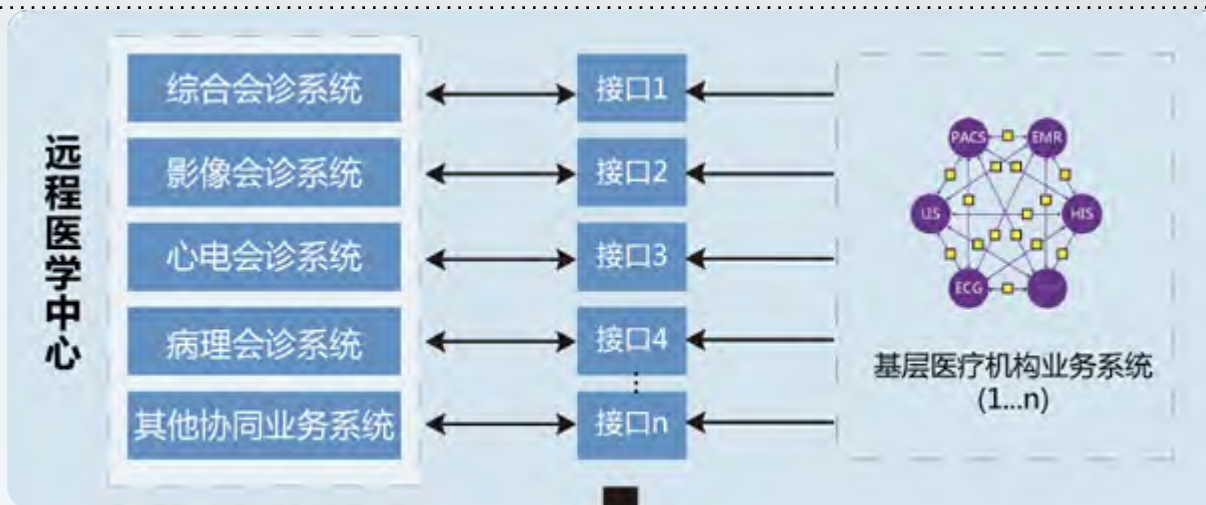 远程医学中心
综合会诊系统
接口1
影像会诊系统
接口2
心电会诊系统
接口3
病理会诊系统
接口4
其他协同业务系统
接口n
PACS
EMR
HIS
ECG
基层医疗机构业务系统
(1...n)